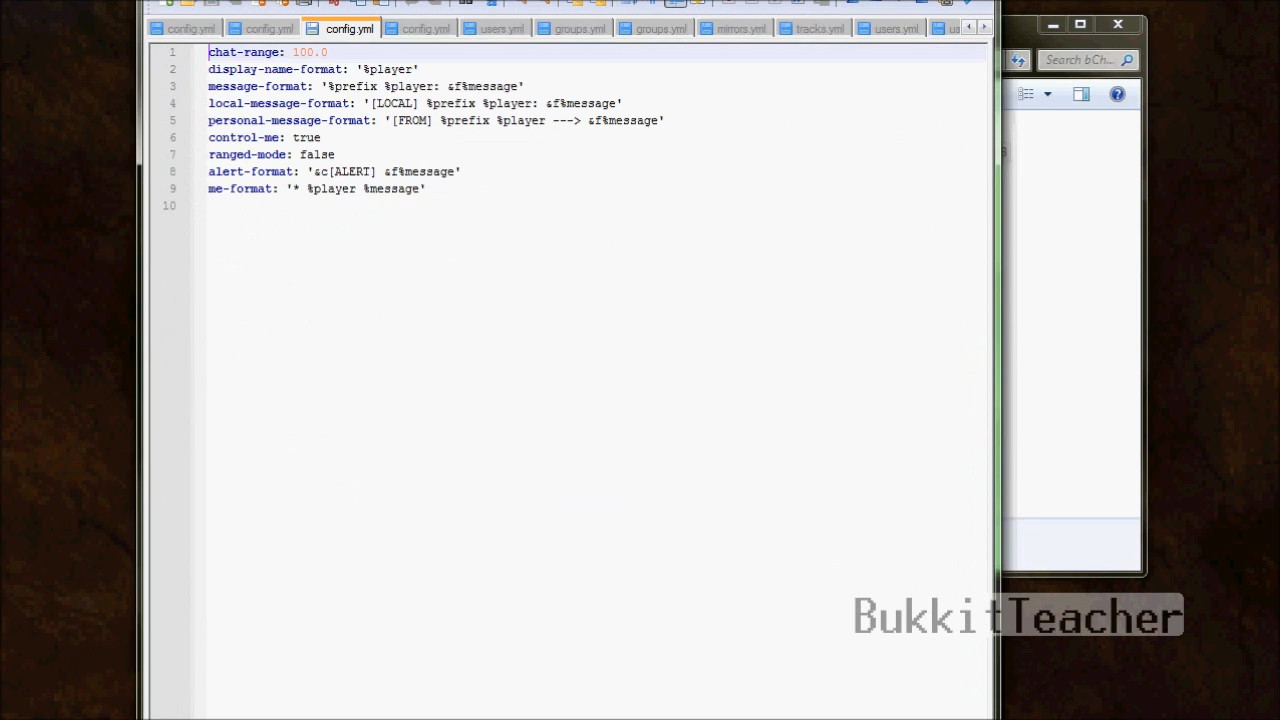 config.yml config.yml config.yml config.yml users.yml groups.yml groups.yml mirrors.yml tracks.yml users.yml us
Search bCh...
1 chat-range: 100.0
2 display-name-format: '%player'
3 message-format: '%prefix %player: &f%message'
4 local-message-format: '[LOCAL] %prefix %player: &f%message'
5 personal-message-format: '[FROM] %prefix %player ---> &f%message'
6 control-me: true
7 ranged-mode: false
8 alert-format: '&c[ALERT] &f%message'
9 me-format: '* %player %message'
10
BukkitTeacher